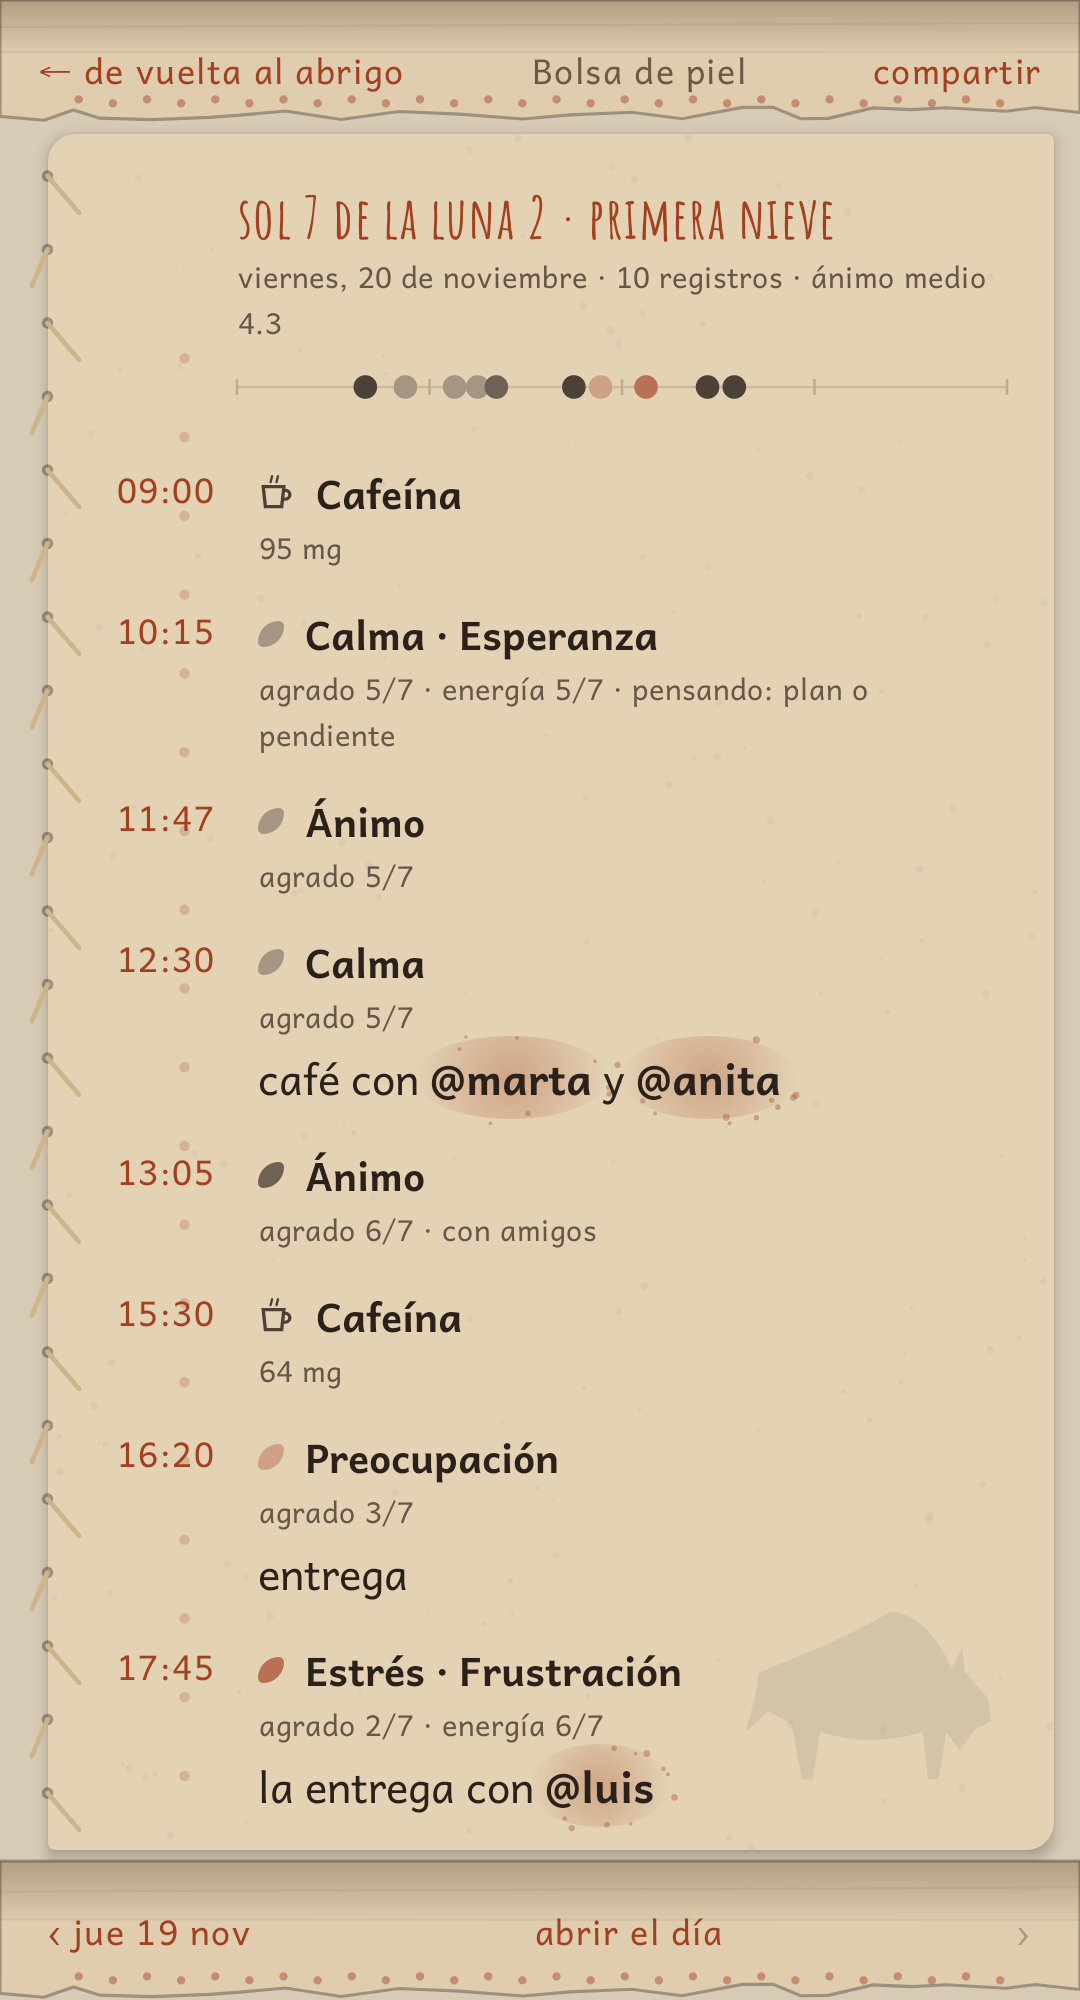 ← de vuelta al abrigo
Bolsa de piel
compartir
SOL 7 DE LA LUNA 2 · PRIMERA NIEVE
viernes, 20 de noviembre · 10 registros · ánimo medio
4.3
09:00 Cafeína
95 mg
10:15 Calma · Esperanza
agrado 5/7 · energía 5/7 · pensando: plan o
pendiente
11:47 Ánimo
agrado 5/7
12:30 Calma
agrado 5/7
café con @marta y @anita
13:05 Ánimo
agrado 6/7 · con amigos
15:30 Cafeína
64 mg
16:20 Preocupación
agrado 3/7
entrega
17:45 Estrés · Frustración
agrado 2/7 · energía 6/7
la entrega con @luis
‹ jue 19 nov
abrir el día
›